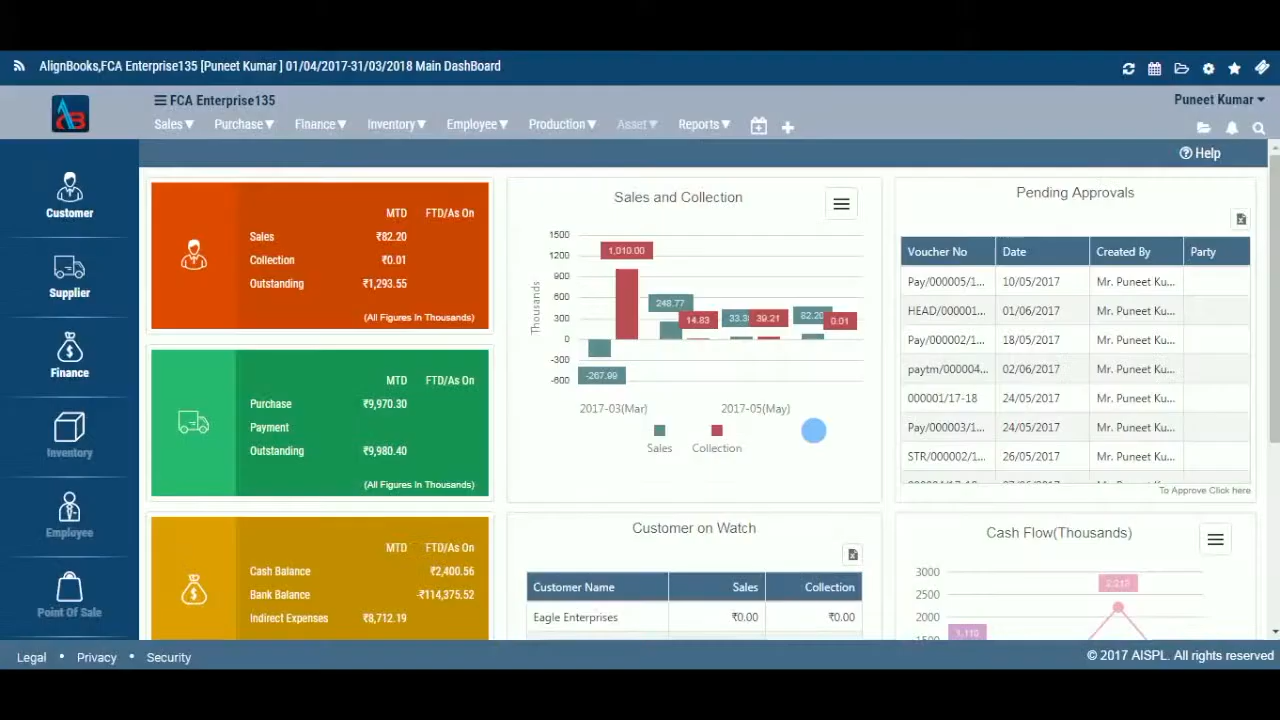 AlignBooks,FCA Enterprise135 [Puneet Kumar ] 01/04/2017-31/03/2018 Main DashBoard
FCA Enterprise135
Puneet Kumar
Sales▼ Purchase▼ Finance▼ Inventory▼ Employee▼ Production▼ Asset▼ Reports▼
Help
Customer
Supplier
Finance
Inventory
Employee
Point Of Sale
MTD FTD/As On
Sales ₹82.20
Collection ₹0.01
Outstanding ₹1,293.55
(All Figures In Thousands)
MTD FTD/As On
Purchase ₹9,970.30
Payment
Outstanding ₹9,980.40
(All Figures In Thousands)
MTD FTD/As On
Cash Balance ₹2,400.56
Bank Balance -₹114,375.52
Indirect Expenses ₹8,712.19
Sales and Collection
Thousands
1500
1200
900
600
300
0
-300
-600
1,010.00
248.77
14.83
39.21
82.20
0.01
-267.99
2017-03(Mar) 2017-05(May)
Sales Collection
Customer on Watch
Customer Name Sales Collection
Eagle Enterprises ₹0.00 ₹0.00
Pending Approvals
Voucher No Date Created By Party
Pay/000005/1... 10/05/2017 Mr. Puneet Ku...
HEAD/000001... 01/06/2017 Mr. Puneet Ku...
Pay/000002/1... 18/05/2017 Mr. Puneet Ku...
paytm/000004... 02/06/2017 Mr. Puneet Ku...
000001/17-18 24/05/2017 Mr. Puneet Ku...
Pay/000003/1... 24/05/2017 Mr. Puneet Ku...
STR/000002/1... 26/05/2017 Mr. Puneet Ku...
To Approve Click here
Cash Flow(Thousands)
3000
2500
2000
Legal • Privacy • Security
© 2017 AISPL. All rights reserved